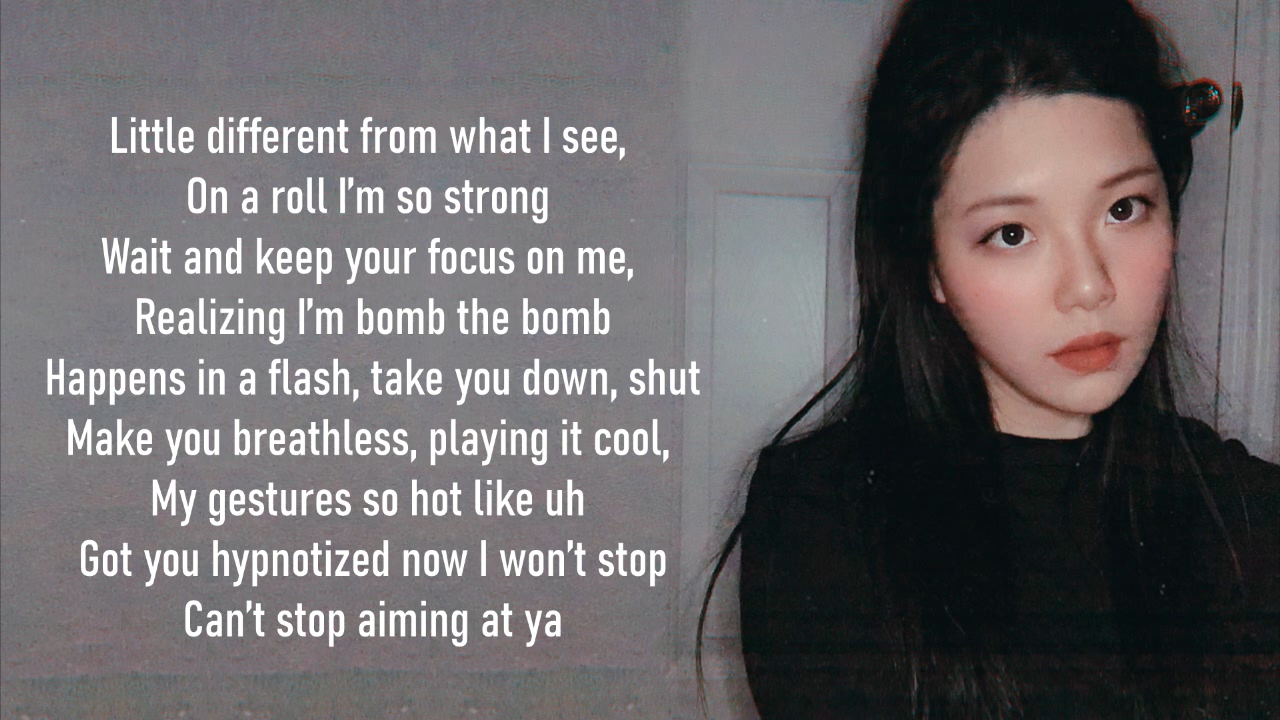 Little different from what I see,
On a roll I’m so strong
Wait and keep your focus on me,
Realizing I’m bomb the bomb
Happens in a flash, take you down, shut
Make you breathless, playing it cool,
My gestures so hot like uh
Got you hypnotized now I won’t stop
Can’t stop aiming at ya